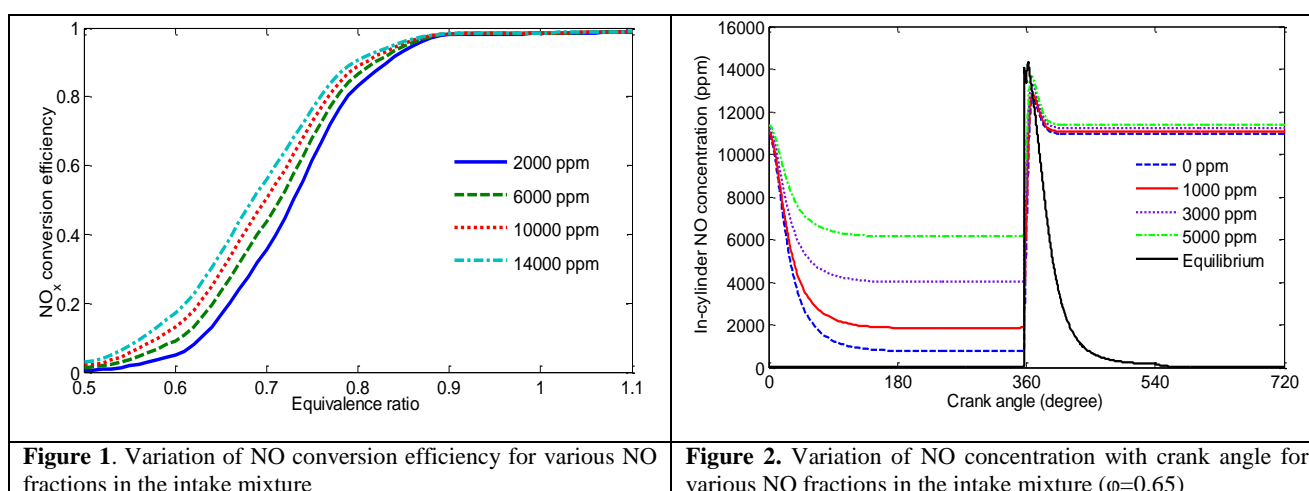 1
0.8
0.6
0.4
0.2
0
0.5
0.6
0.7
0.8
0.9
1
1.1
NOx conversion efficiency
Equivalence ratio
2000 ppm
6000 ppm
10000 ppm
14000 ppm
Figure 1. Variation of NO conversion efficiency for various NO
fractions in the intake mixture
16000
14000
12000
10000
8000
6000
4000
2000
0
0
180
360
540
720
In-cylinder NO concentration (ppm)
Crank angle (degree)
0 ppm
1000 ppm
3000 ppm
5000 ppm
Equilibrium
Figure 2. Variation of NO concentration with crank angle for
various NO fractions in the intake mixture (φ=0.65)